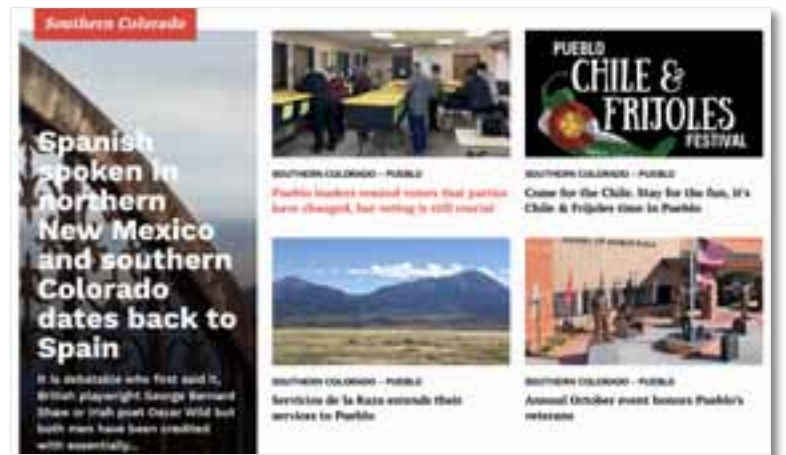 Southern Colorado
Spanish
spoken in
northern
New Mexico
and southern
Colorado
dates back to
Spain
It is debatable who first said it,
British playwright George Bernard
Shaw or Irish poet Oscar Wild but
both men have been credited
with essentially...
SOUTHERN COLORADO – PUEBLO
Pueblo leaders remind voters that parties
have changed, but voting is still crucial
PUEBLO
CHILE &
FRIJOLES
FESTIVAL
SOUTHERN COLORADO – PUEBLO
Come for the Chile. Stay for the fun, it's
Chile & Frijoles time in Pueblo
SOUTHERN COLORADO – PUEBLO
Servicios de la Raza extends their
services to Pueblo
SOUTHERN COLORADO – PUEBLO
Annual October event honors Pueblo's
veterans